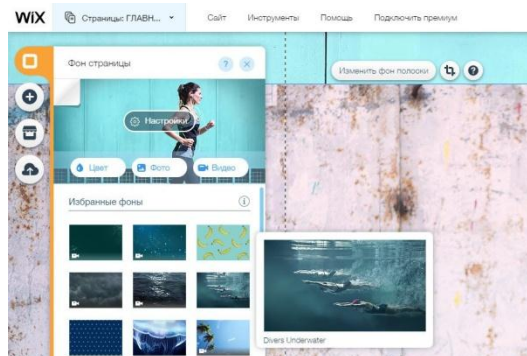 WiX
Страницы: ГЛАВН...
Сайт
Инструменты
Помощь
Подключить премиум
Фон страницы
?
×
Изменить фон полоски
?
Настройки
Цвет
Фото
Видео
Избранные фоны
i
Divers Underwater